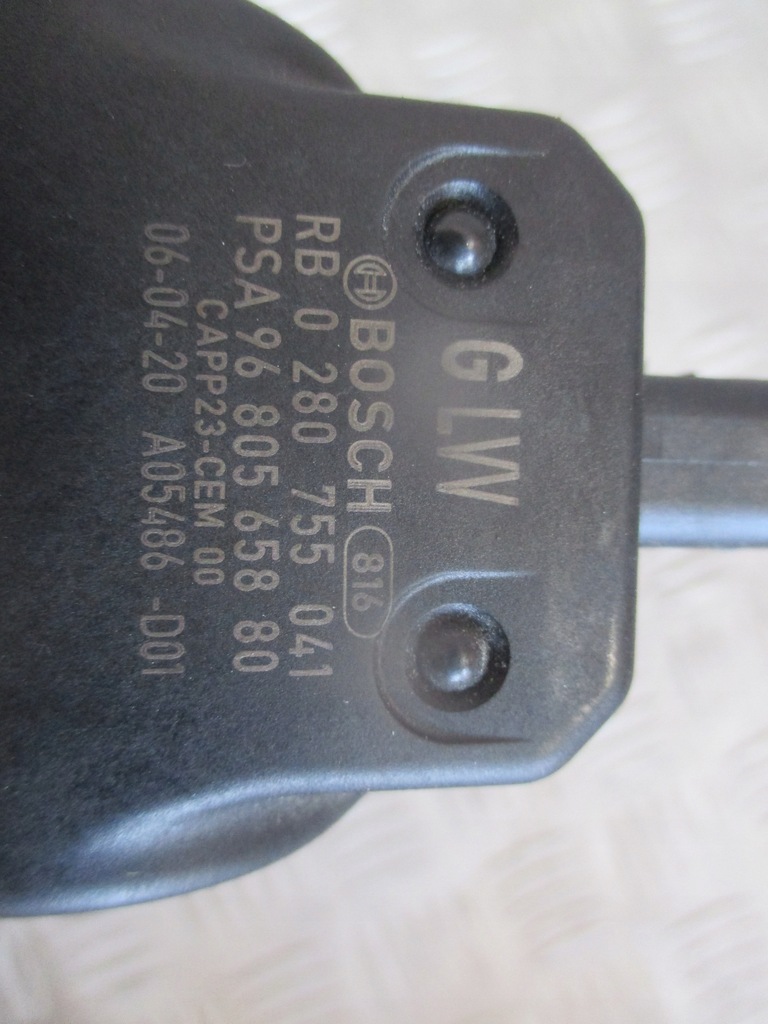 GLW
BOSCH 816
RB 0 280 755 041
PSA 96 805 658 80
CAPP23-CEM 00
06-04-20 A05486 -D01